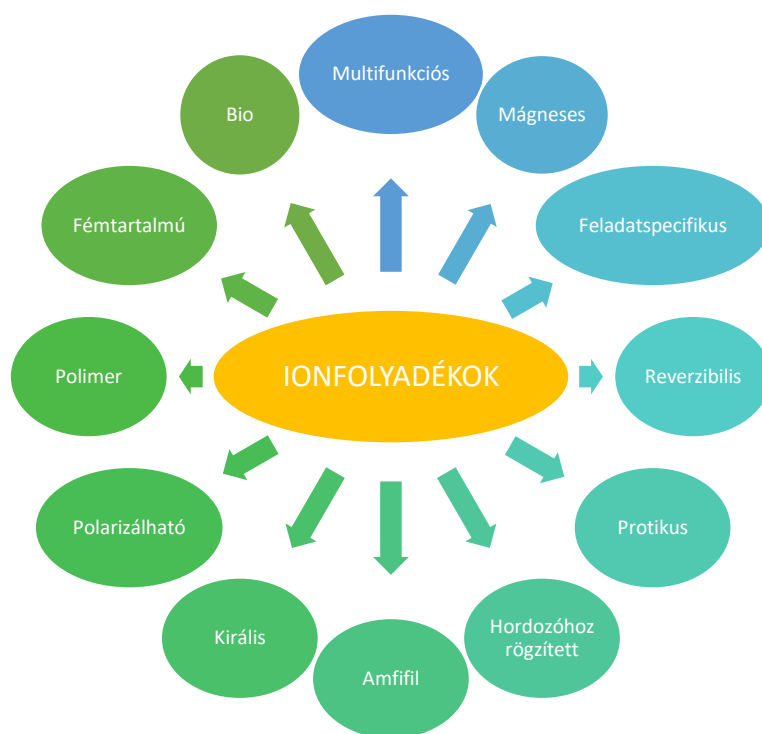 Multifunkciós
Mágneses
Feladatspecifikus
Reverzibilis
Protikus
Hordozóhoz
rögzített
Amfifil
Királis
Polarizálható
Polimer
Fémtartalmú
Bio
IONFOLYADÉKOK